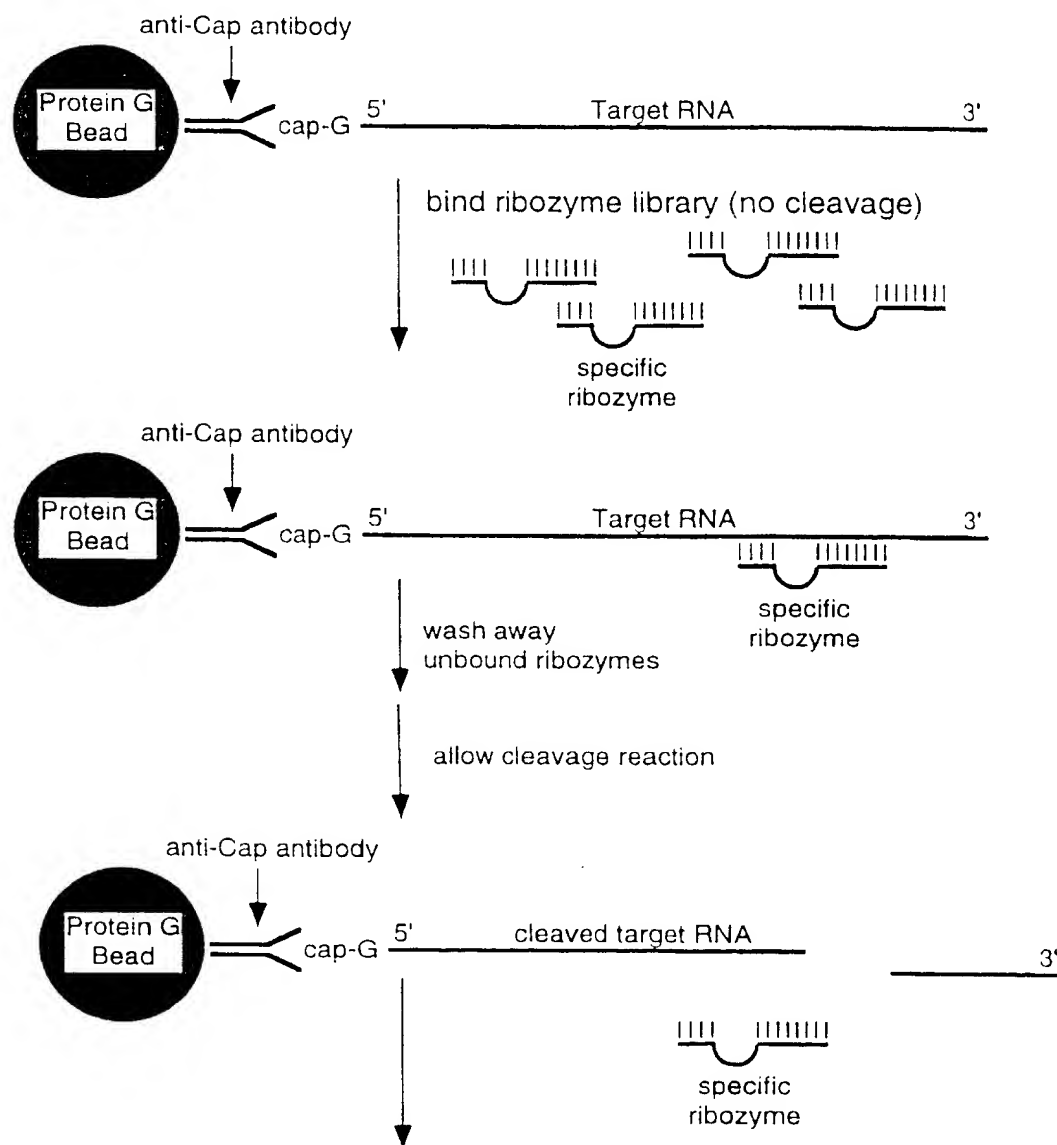 anti-Cap antibody
Protein G
Bead
cap-G
5'
Target RNA
3'
bind ribozyme library (no cleavage)
specific
ribozyme
anti-Cap antibody
Protein G
Bead
cap-G
5'
Target RNA
3'
specific
ribozyme
wash away
unbound ribozymes
allow cleavage reaction
anti-Cap antibody
Protein G
Bead
cap-G
5'
cleaved target RNA
3'
specific
ribozyme